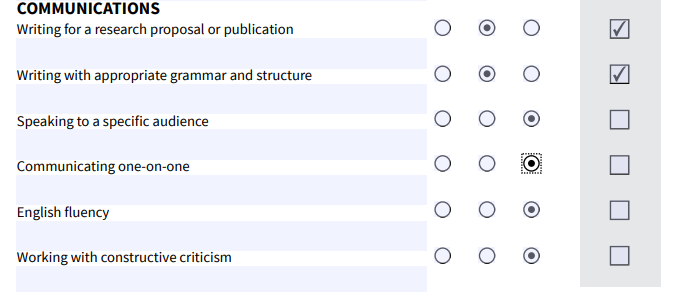 COMMUNICATIONS
Writing for a research proposal or publication
Writing with appropriate grammar and structure
Speaking to a specific audience
Communicating one-on-one
English fluency
Working with constructive criticism